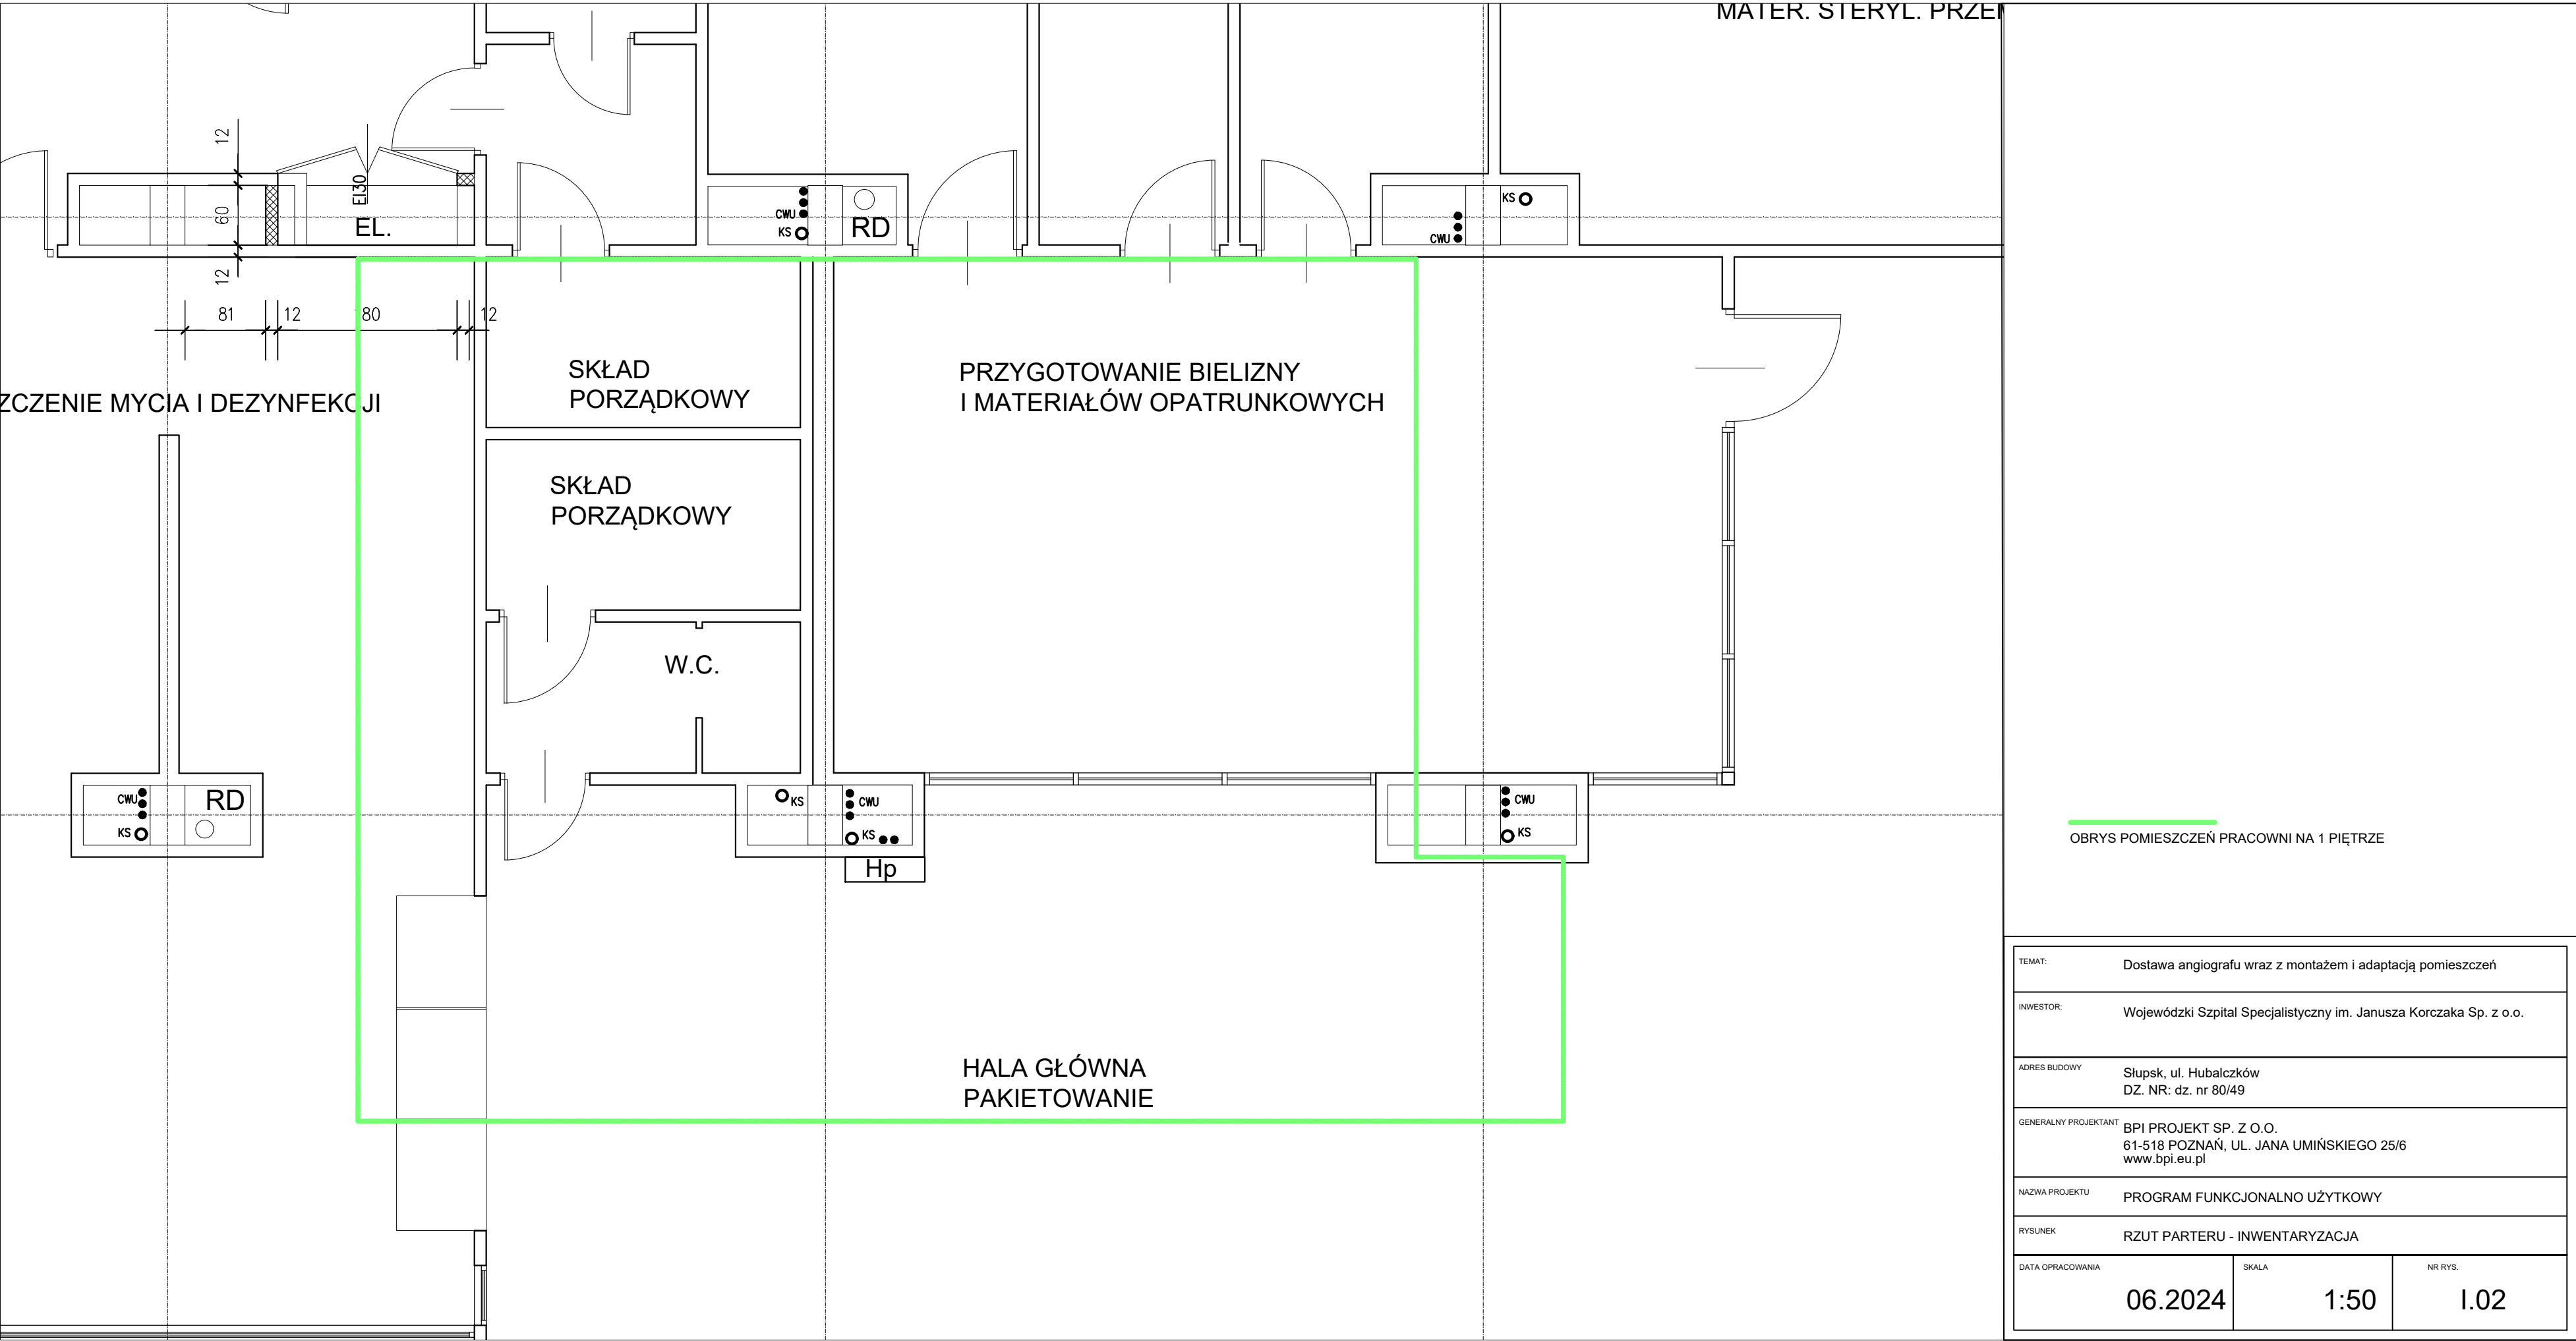 MATER. STERYL. PRZEM
12
60
12
EI30
EL.
CWU
KS
RD
KS
CWU
81
12
80
12
SKŁAD
PORZĄDKOWY
PRZYGOTOWANIE BIELIZNY
I MATERIAŁÓW OPATRUNKOWYCH
ZCZENIE MYCIA I DEZYNFEKCJI
SKŁAD
PORZĄDKOWY
W.C.
CWU
RD
KS
KS
CWU
KS
Hp
CWU
KS
OBRYS POMIESZCZEŃ PRACOWNI NA 1 PIĘTRZE
HALA GŁÓWNA
PAKIETOWANIE
TEMAT:
Dostawa angiografu wraz z montażem i adaptacją pomieszczeń
INWESTOR:
Wojewódzki Szpital Specjalistyczny im. Janusza Korczaka Sp. z o.o.
ADRES BUDOWY
Słupsk, ul. Hubalczków
DZ. NR: dz. nr 80/49
GENERALNY PROJEKTANT
BPI PROJEKT SP. Z O.O.
61-518 POZNAŃ, UL. JANA UMIŃSKIEGO 25/6
www.bpi.eu.pl
NAZWA PROJEKTU
PROGRAM FUNKCJONALNO UŻYTKOWY
RYSUNEK
RZUT PARTERU - INWENTARYZACJA
DATA OPRACOWANIA
06.2024
SKALA
1:50
NR RYS.
I.02